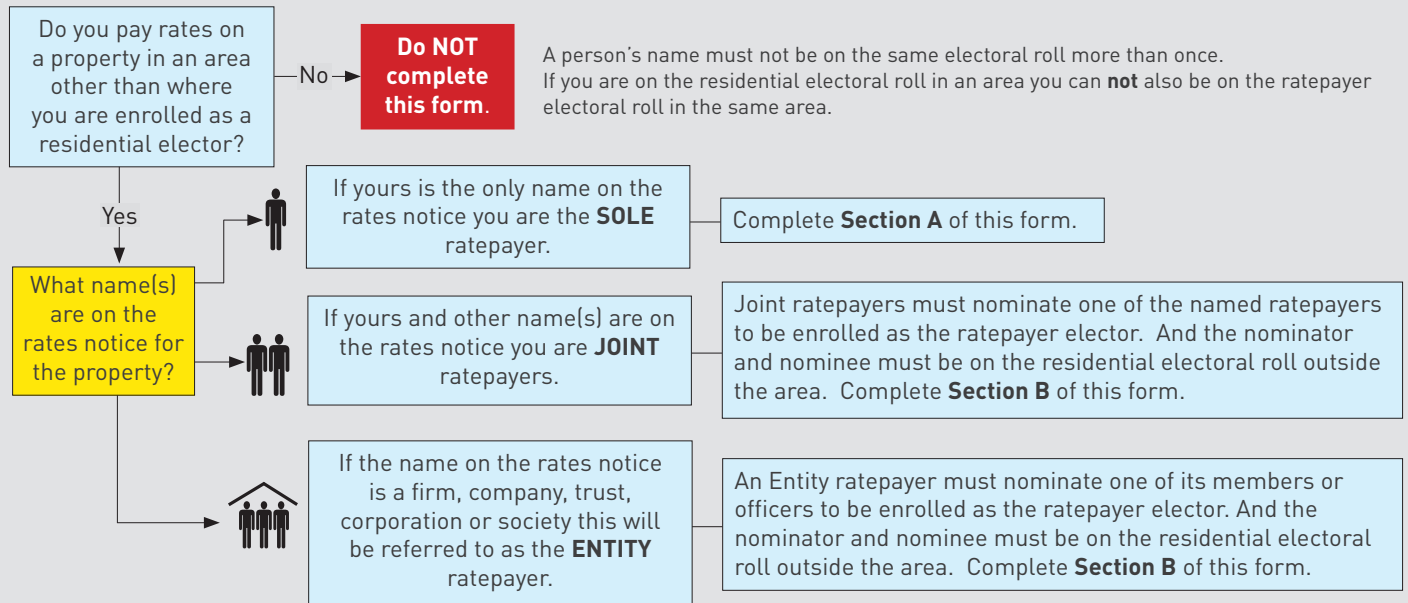 Do you pay rates on
a property in an area
other than where
you are enrolled as a
residential elector?
No
Do NOT
complete
this form.
A person's name must not be on the same electoral roll more than once.
If you are on the residential electoral roll in an area you can not also be on the ratepayer
electoral roll in the same area.
Yes
What name(s)
are on the
rates notice for
the property?
If yours is the only name on the
rates notice you are the SOLE
ratepayer.
Complete Section A of this form.
If yours and other name(s) are on
the rates notice you are JOINT
ratepayers.
Joint ratepayers must nominate one of the named ratepayers
to be enrolled as the ratepayer elector.  And the nominator
and nominee must be on the residential electoral roll outside
the area.  Complete Section B of this form.
If the name on the rates notice
is a firm, company, trust,
corporation or society this will
be referred to as the ENTITY
ratepayer.
An Entity ratepayer must nominate one of its members or
officers to be enrolled as the ratepayer elector. And the
nominator and nominee must be on the residential electoral
roll outside the area.  Complete Section B of this form.